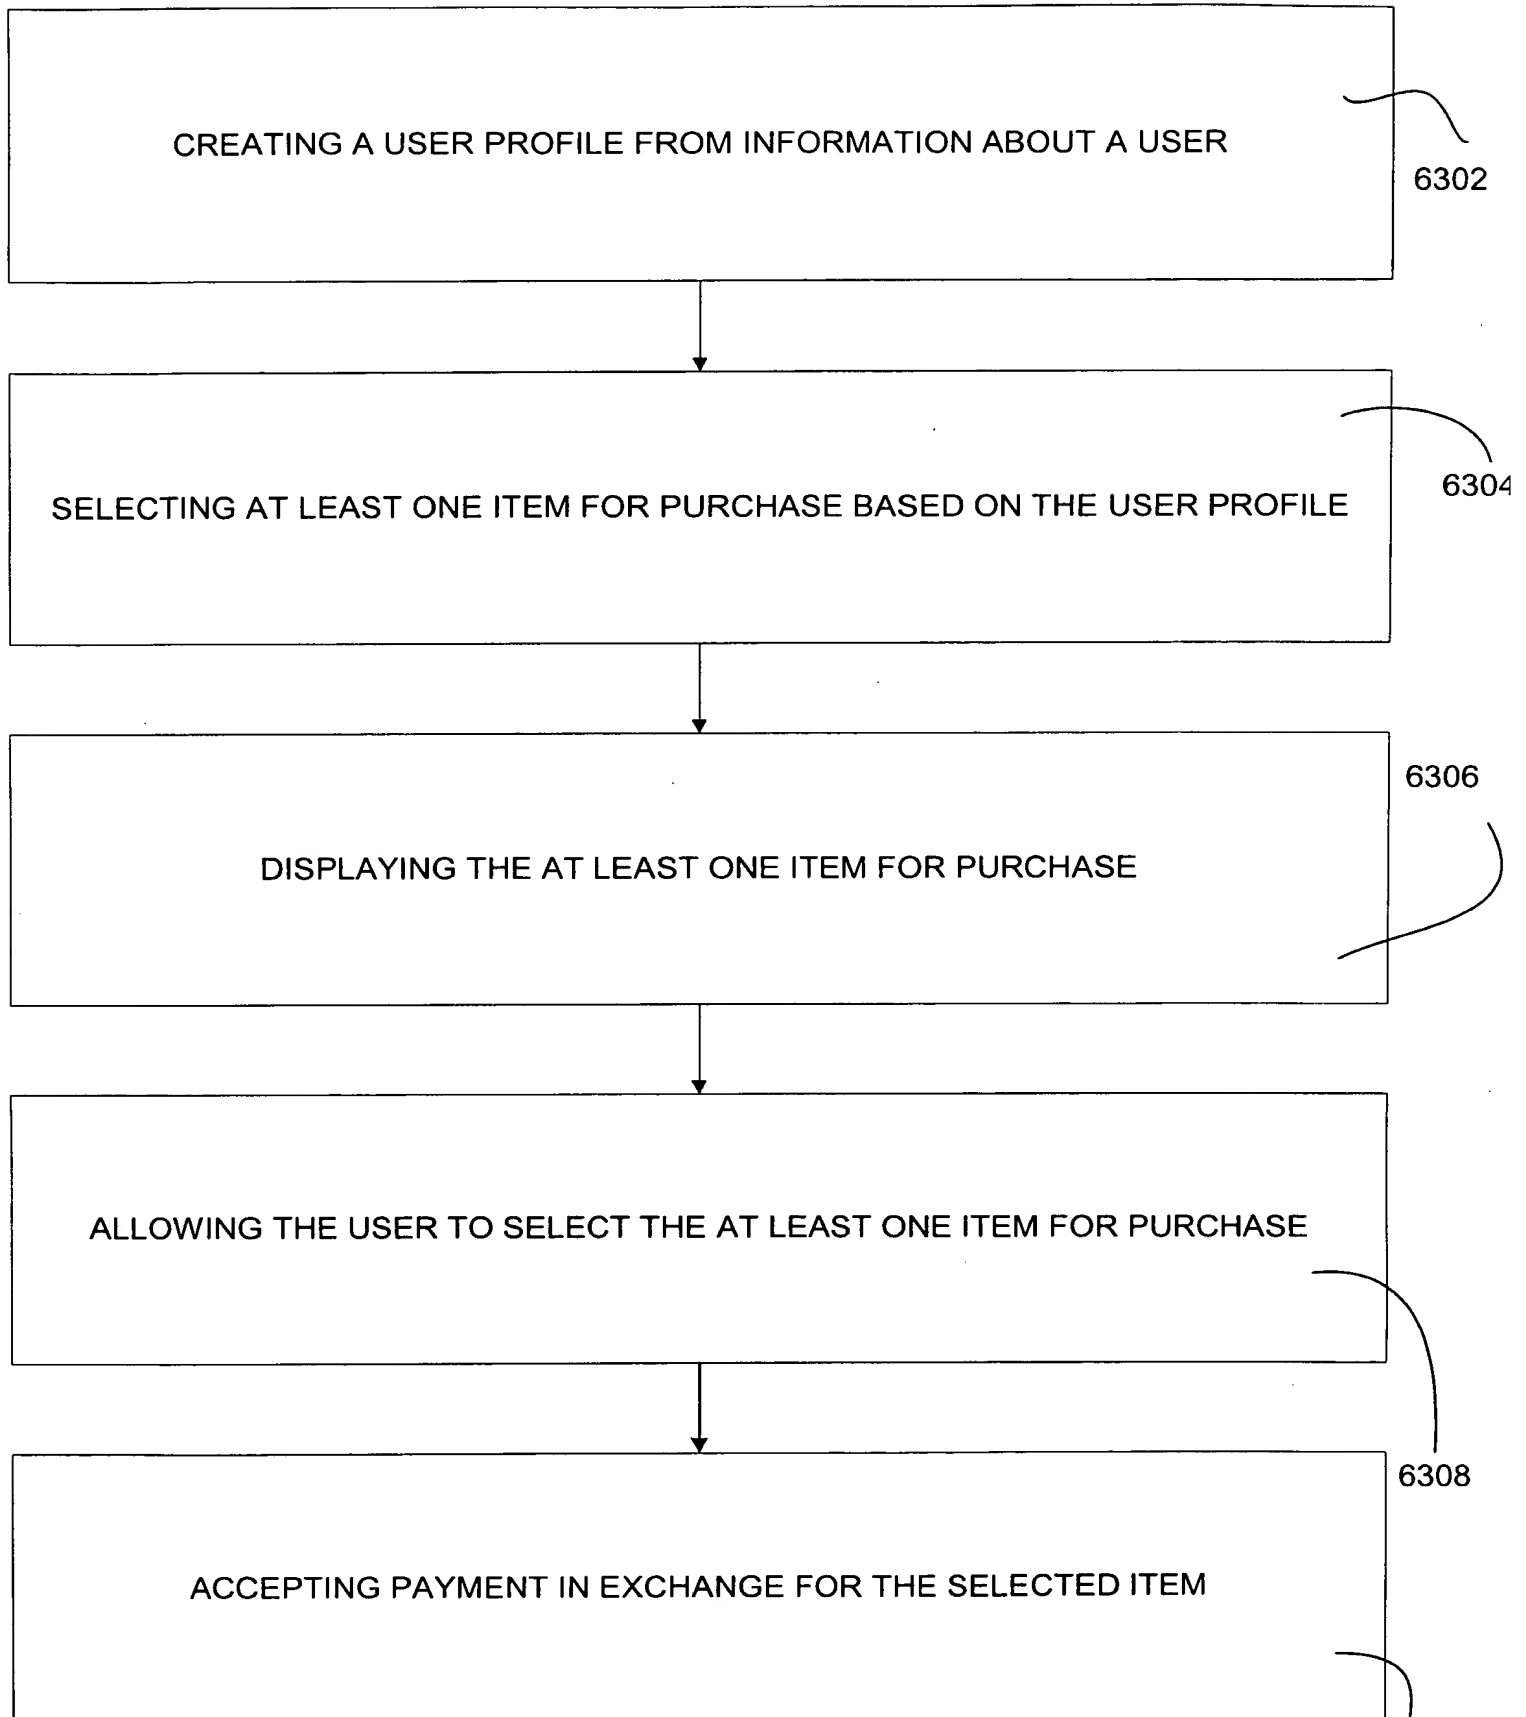 CREATING A USER PROFILE FROM INFORMATION ABOUT A USER
6302
SELECTING AT LEAST ONE ITEM FOR PURCHASE BASED ON THE USER PROFILE
6304
6306
DISPLAYING THE AT LEAST ONE ITEM FOR PURCHASE
ALLOWING THE USER TO SELECT THE AT LEAST ONE ITEM FOR PURCHASE
6308
ACCEPTING PAYMENT IN EXCHANGE FOR THE SELECTED ITEM